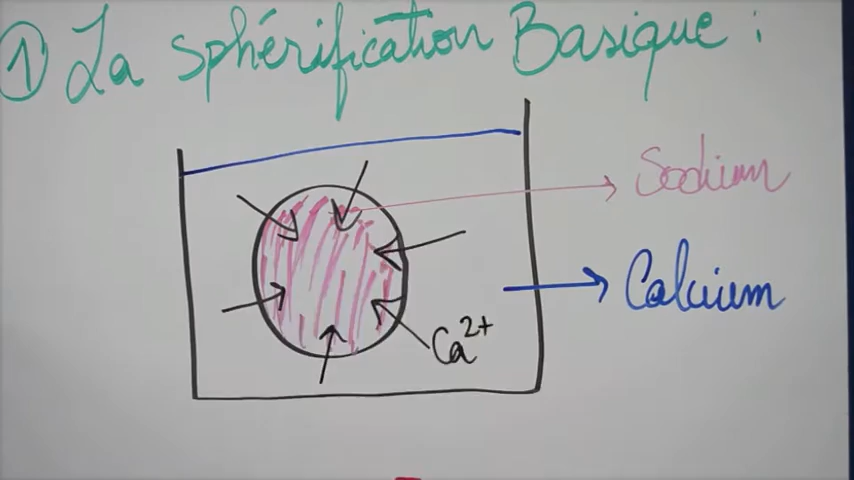 ① La Sphérification Basique :
Sodium
Calcium
Ca²⁺